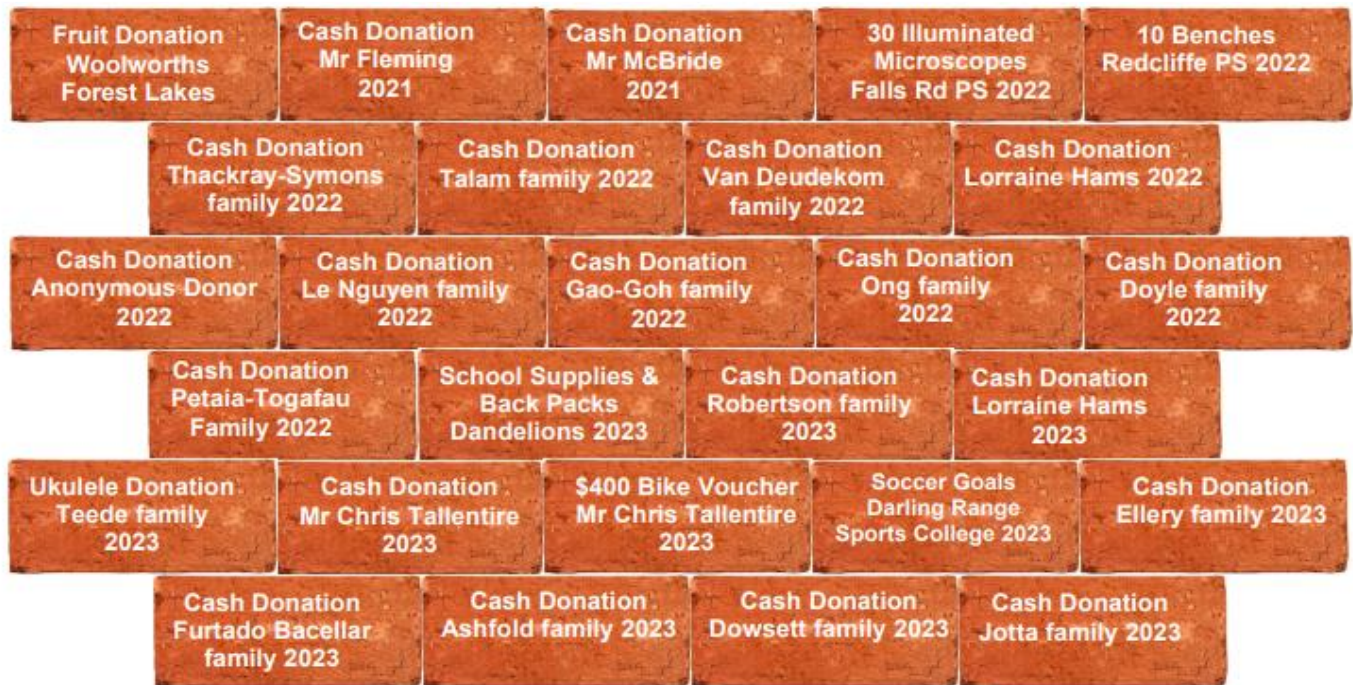 Fruit Donation
Woolworths
Forest Lakes
Cash Donation
Mr Fleming
2021
Cash Donation
Mr McBride
2021
30 Illuminated
Microscopes
Falls Rd PS 2022
10 Benches
Redcliffe PS 2022
Cash Donation
Thackray-Symons
family 2022
Cash Donation
Talam family 2022
Cash Donation
Van Deudekom
family 2022
Cash Donation
Lorraine Hams 2022
Cash Donation
Anonymous Donor
2022
Cash Donation
Le Nguyen family
2022
Cash Donation
Gao-Goh family
2022
Cash Donation
Ong family
2022
Cash Donation
Doyle family
2022
Cash Donation
Petaia-Togafau
Family 2022
School Supplies &
Back Packs
Dandelions 2023
Cash Donation
Robertson family
2023
Cash Donation
Lorraine Hams
2023
Ukulele Donation
Teede family
2023
Cash Donation
Mr Chris Tallentire
2023
$400 Bike Voucher
Mr Chris Tallentire
2023
Soccer Goals
Darling Range
Sports College 2023
Cash Donation
Ellery family 2023
Cash Donation
Furtado Bacellar
family 2023
Cash Donation
Ashfold family 2023
Cash Donation
Dowsett family 2023
Cash Donation
Jotta family 2023